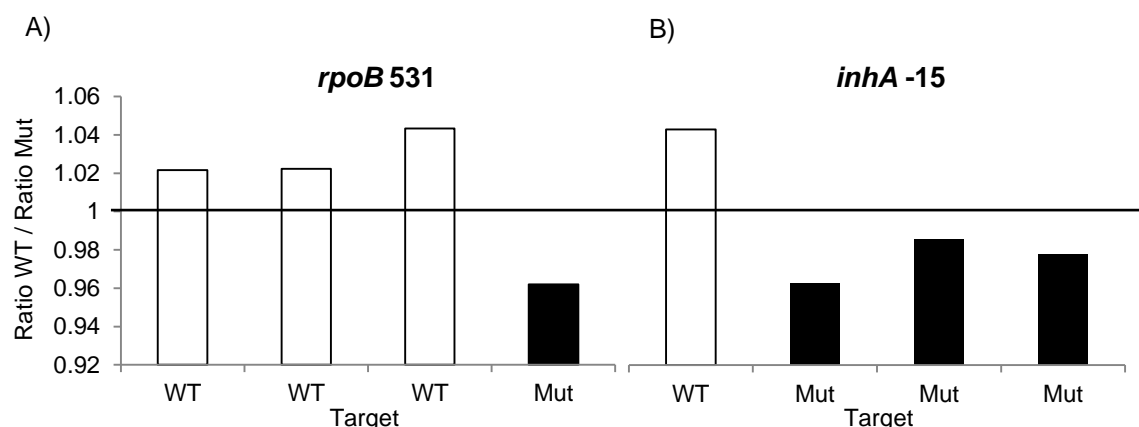 A)
B)
rpoB 531
inhA -15
Ratio WT / Ratio Mut
1.06
1.04
1.02
1
0.98
0.96
0.94
0.92
WT WT WT Mut
Target
WT Mut Mut Mut
Target